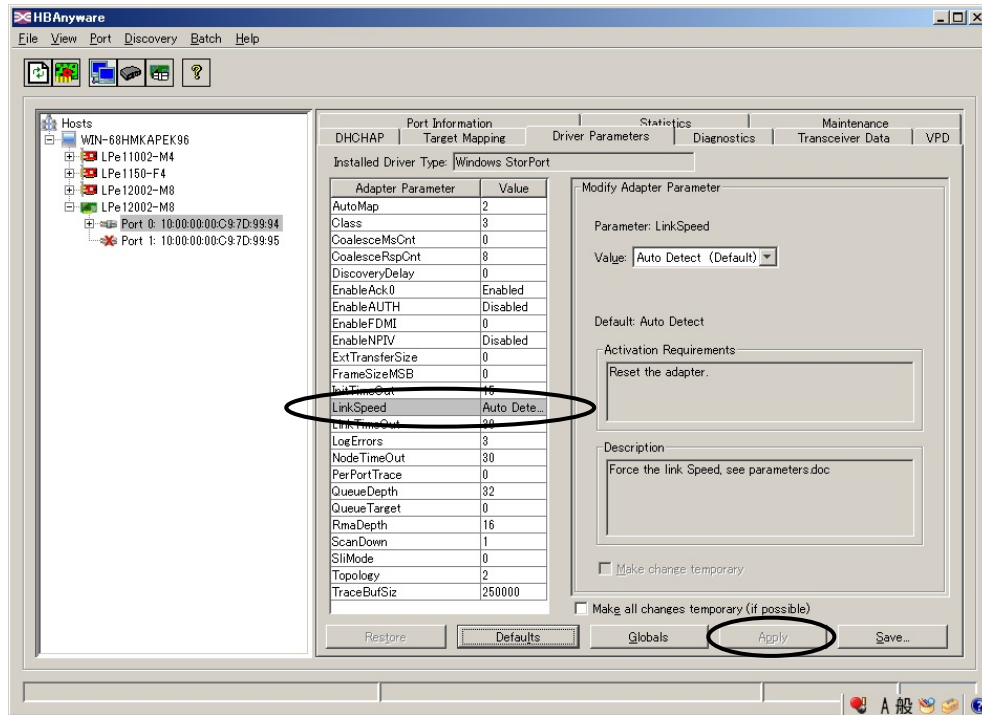 HBAnyware
File View Port Discovery Batch Help
Hosts
WIN-68HMKAPEK96
LPe11002-M4
LPe1150-F4
LPe12002-M8
LPe12002-M8
Port 0: 10:00:00:00:C9:7D:99:94
Port 1: 10:00:00:00:C9:7D:99:95
Port Information Statistics Maintenance
DHCHAP Target Mapping Driver Parameters Diagnostics Transceiver Data VPD
Installed Driver Type: Windows StorPort
Adapter Parameter Value
AutoMap 2
Class 3
CoalesceMsCnt 0
CoalesceRspCnt 8
DiscoveryDelay 0
EnableAck0 Enabled
EnableAUTH Disabled
EnableFDMI 0
EnableNPIV Disabled
ExtTransferSize 0
FrameSizeMSB 0
InitTimeOut 15
LinkSpeed Auto Dete...
LinkTimeOut 30
LogErrors 3
NodeTimeOut 30
PerPortTrace 0
QueueDepth 32
QueueTarget 0
RmaDepth 16
ScanDown 1
SliMode 0
Topology 2
TraceBufSiz 250000
Modify Adapter Parameter
Parameter: LinkSpeed
Value: Auto Detect (Default)
Default: Auto Detect
Activation Requirements
Reset the adapter.
Description
Force the link Speed, see parameters.doc
Make change temporary
Make all changes temporary (if possible)
Restore Defaults Globals Apply Save...
A 般